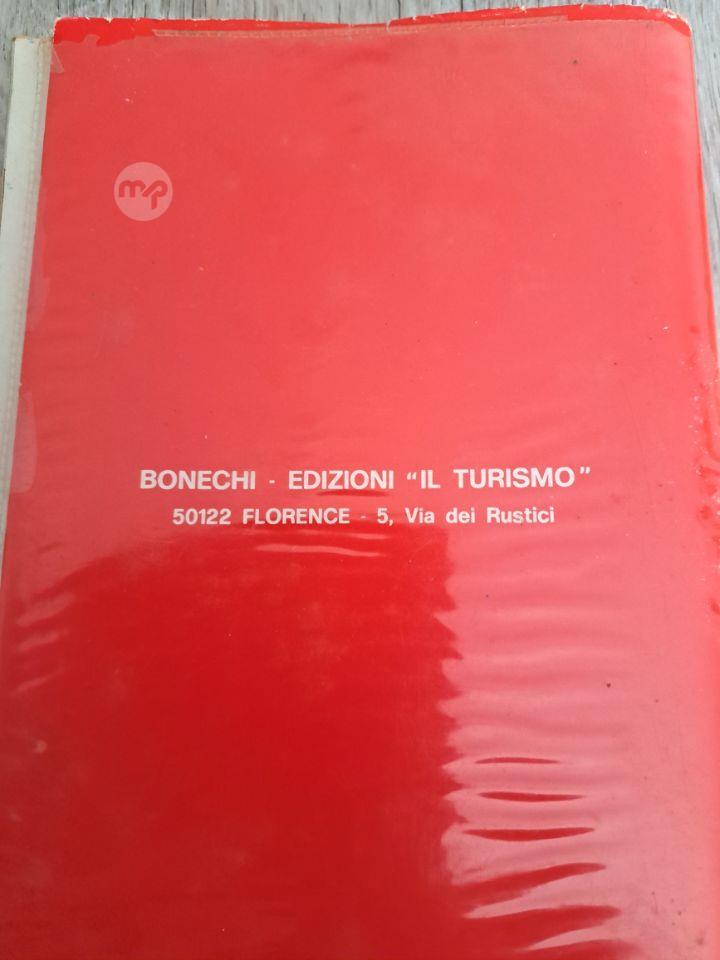 mp
BONECHI - EDIZIONI “IL TURISMO”
50122 FLORENCE - 5, Via dei Rustici